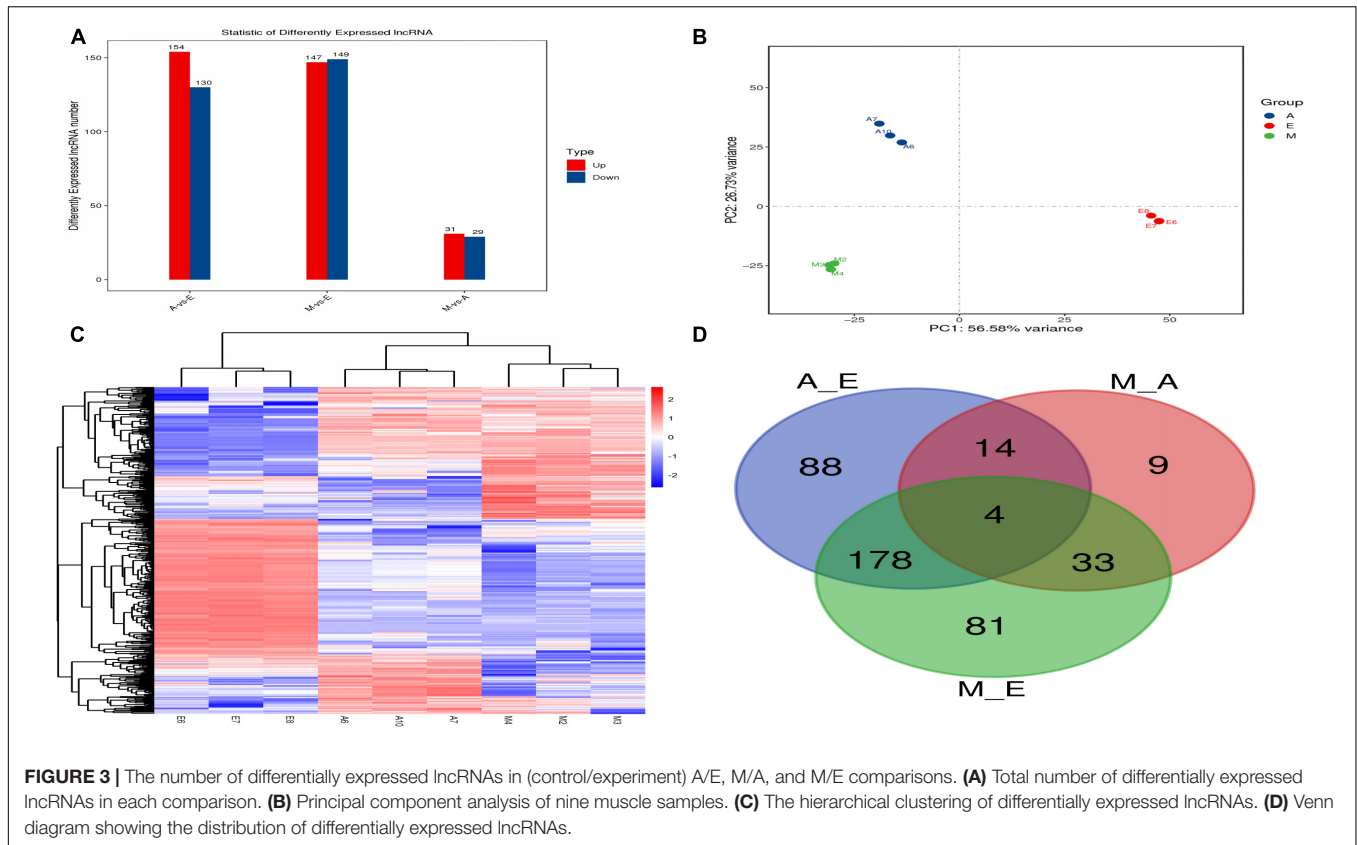 A
Statistic of Differently Expressed lncRNA
Differently Expressed lncRNA number
150
100
50
0
154
130
147
149
31
29
A-vs-E
M-vs-E
M-vs-A
Type
Up
Down
B
PC2: 26.73% variance
50
25
0
−25
A7
A10
A6
E8
E7
E6
M3
M2
M4
−25
0
25
50
PC1: 56.58% variance
Group
A
E
M
C
2
1
0
-1
-2
E6
E7
E8
A6
A10
A7
M4
M2
M3
D
A_E
M_A
88
14
9
4
178
33
81
M_E
FIGURE 3 | The number of differentially expressed lncRNAs in (control/experiment) A/E, M/A, and M/E comparisons. (A) Total number of differentially expressed
lncRNAs in each comparison. (B) Principal component analysis of nine muscle samples. (C) The hierarchical clustering of differentially expressed lncRNAs. (D) Venn
diagram showing the distribution of differentially expressed lncRNAs.